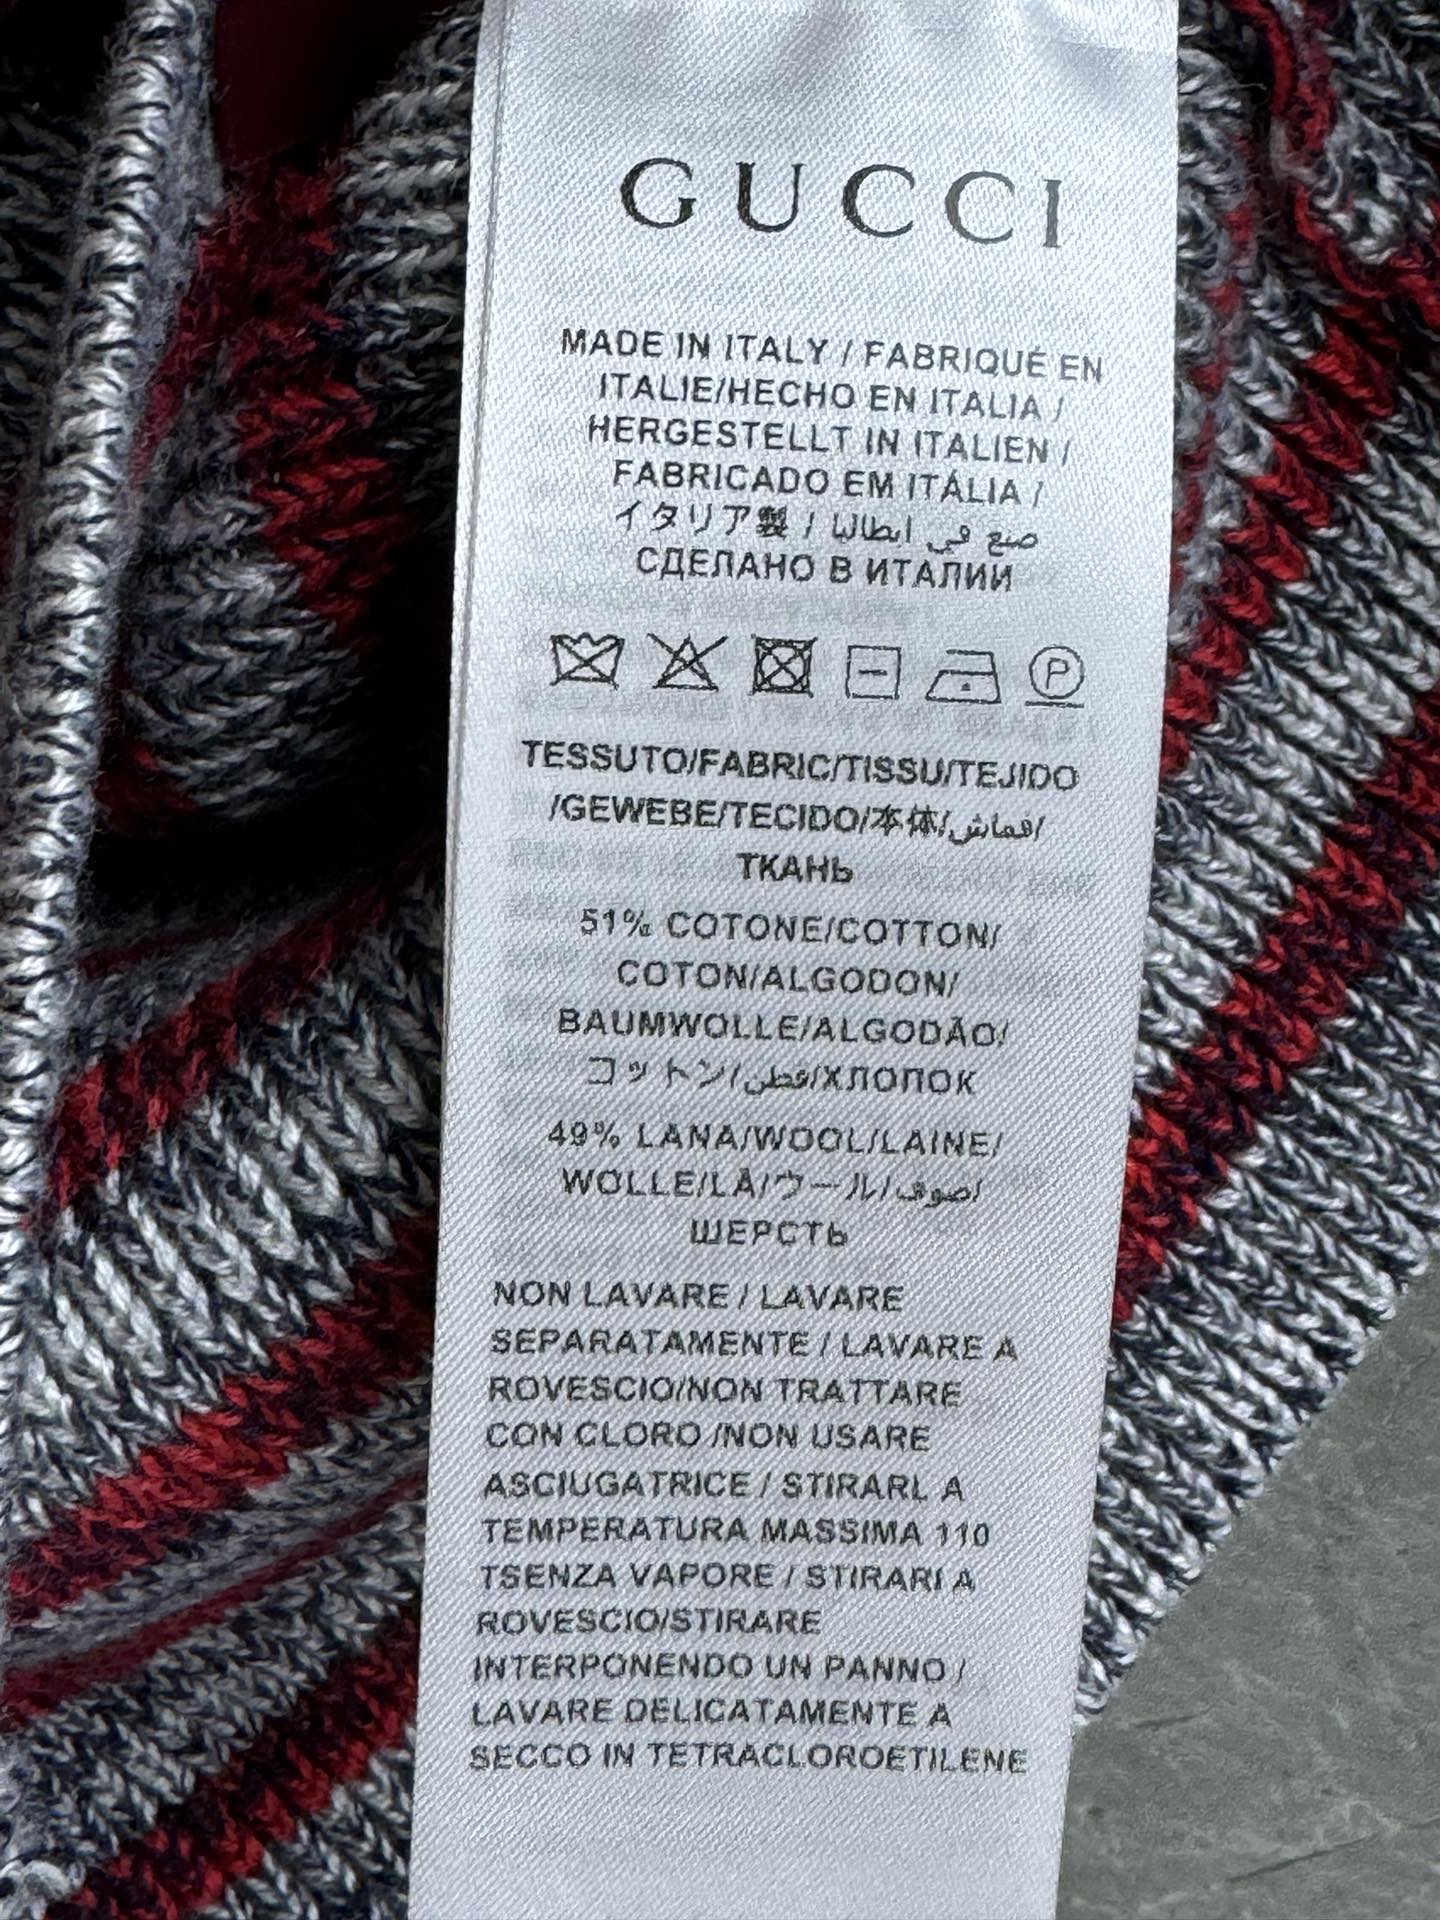 GUCCI
MADE IN ITALY / FABRIQUÉ EN
ITALIE/HECHO EN ITALIA /
HERGESTELLT IN ITALIEN /
FABRICADO EM ITÁLIA /
イタリア製 / صنع في ايطاليا
СДЕЛАНО В ИТАЛИИ
P
TESSUTO/FABRIC/TISSU/TEJIDO
/GEWEBE/TECIDO/本体/قماش/
ТКАНЬ
51% COTONE/COTTON/
COTON/ALGODON/
BAUMWOLLE/ALGODÃO/
コットン/قطن/ХЛОПОК
49% LANA/WOOL/LAINE/
WOLLE/LÃ/ウール/صوف/
ШЕРСТЬ
NON LAVARE / LAVARE
SEPARATAMENTE / LAVARE A
ROVESCIO/NON TRATTARE
CON CLORO /NON USARE
ASCIUGATRICE / STIRARL A
TEMPERATURA MASSIMA 110
TSENZA VAPORE / STIRARI A
ROVESCIO/STIRARE
INTERPONENDO UN PANNO /
LAVARE DELICATAMENTE A
SECCO IN TETRACLOROETILENE